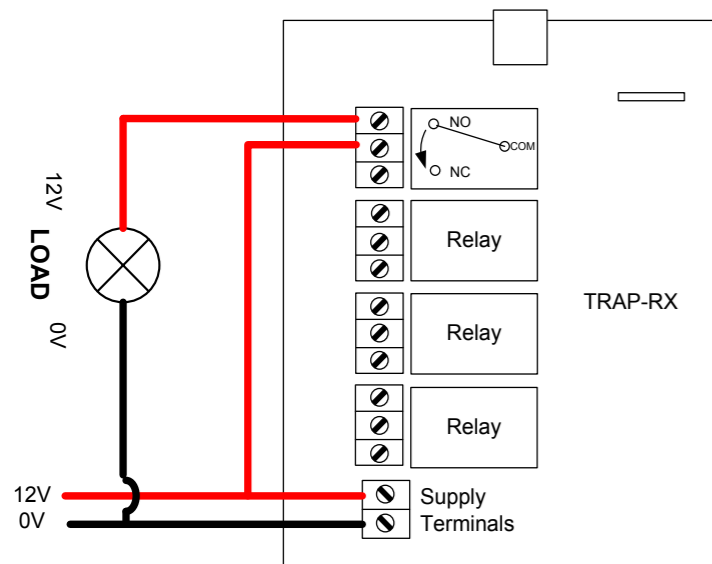 NO
COM
NC
12V
LOAD
0V
Relay
Relay
TRAP-RX
Relay
12V
0V
Supply
Terminals